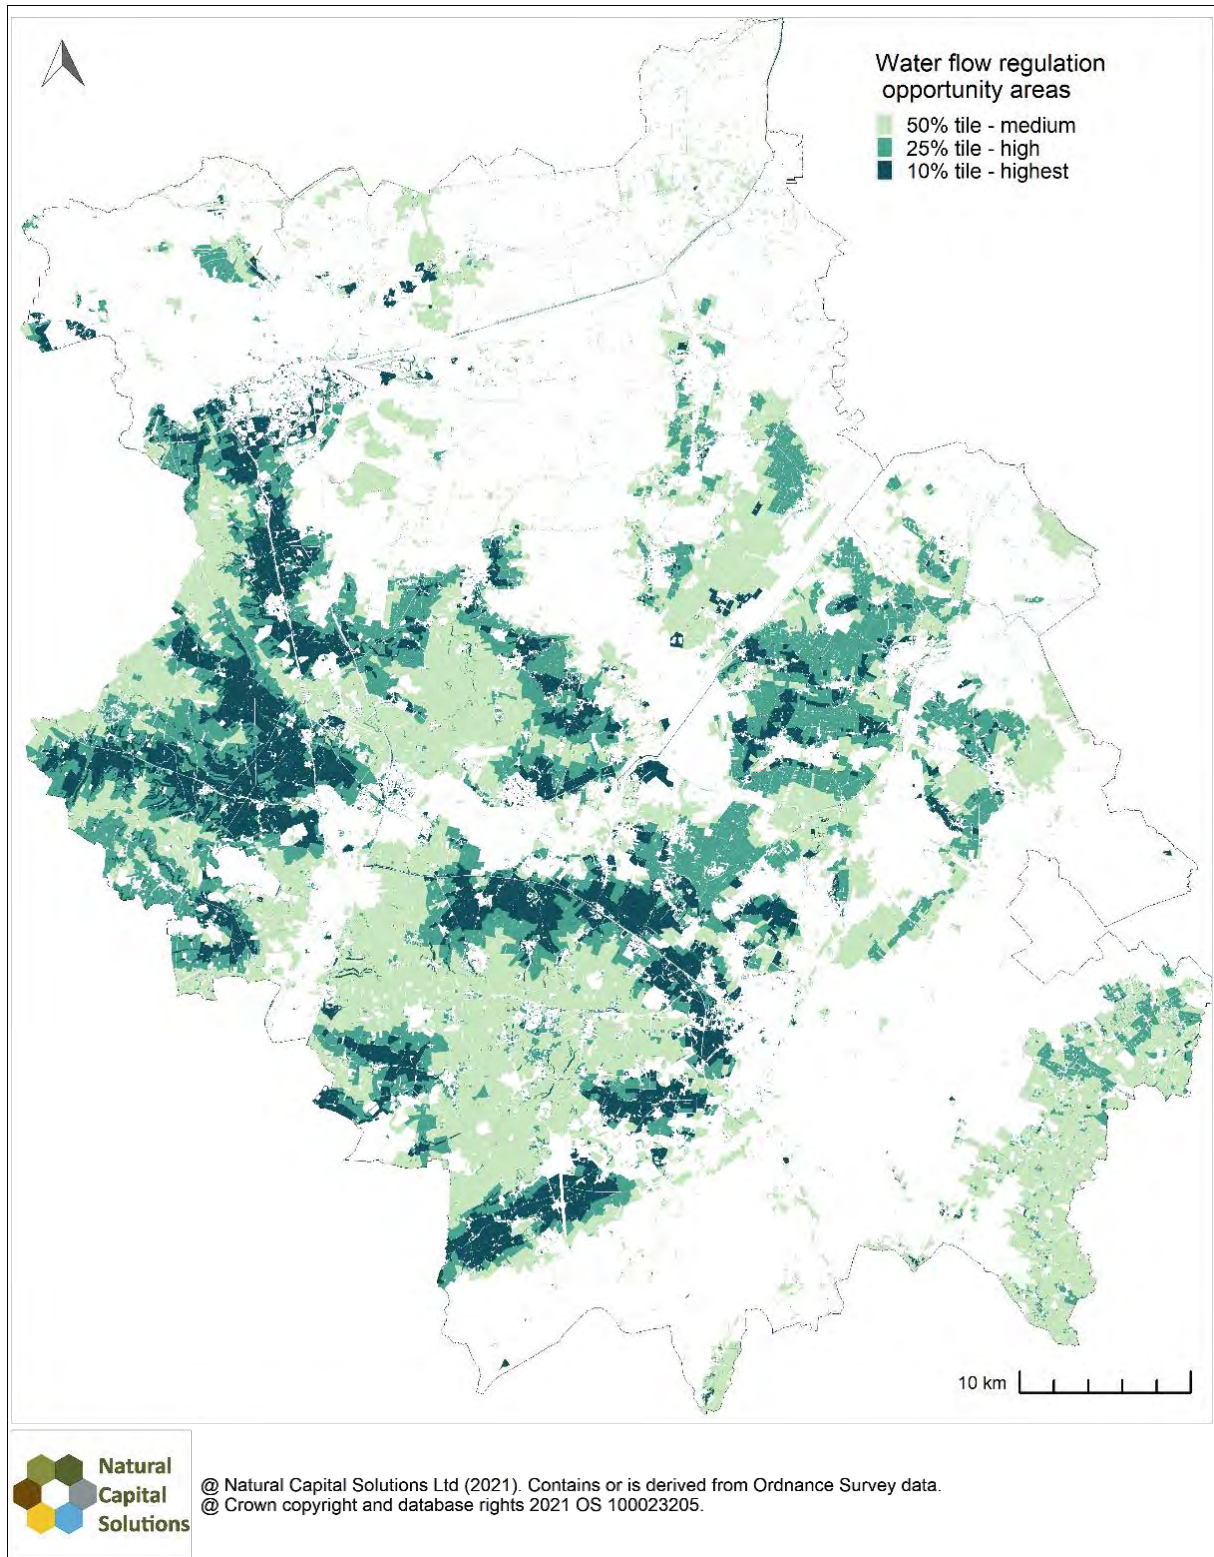 Water flow regulation
opportunity areas
50% tile - medium
25% tile - high
10% tile - highest
10 km
Natural
Capital
Solutions
@ Natural Capital Solutions Ltd (2021). Contains or is derived from Ordnance Survey data.
@ Crown copyright and database rights 2021 OS 100023205.